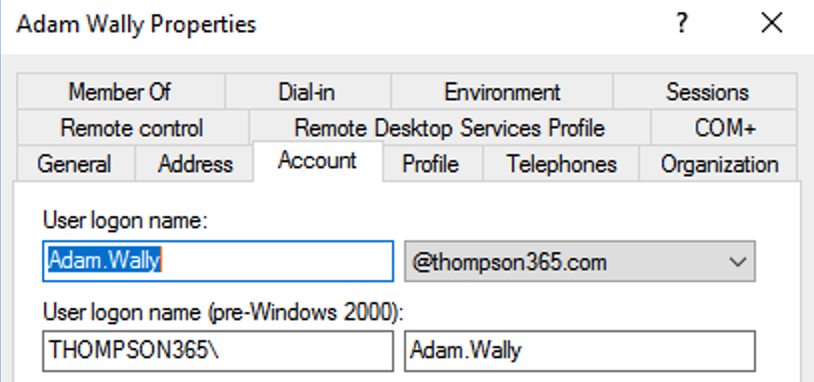 Adam Wally Properties ? ×
Member Of Dial-in Environment Sessions
Remote control Remote Desktop Services Profile COM+
General Address Account Profile Telephones Organization
User logon name:
Adam.Wally @thompson365.com
User logon name (pre-Windows 2000):
THOMPSON365\ Adam.Wally